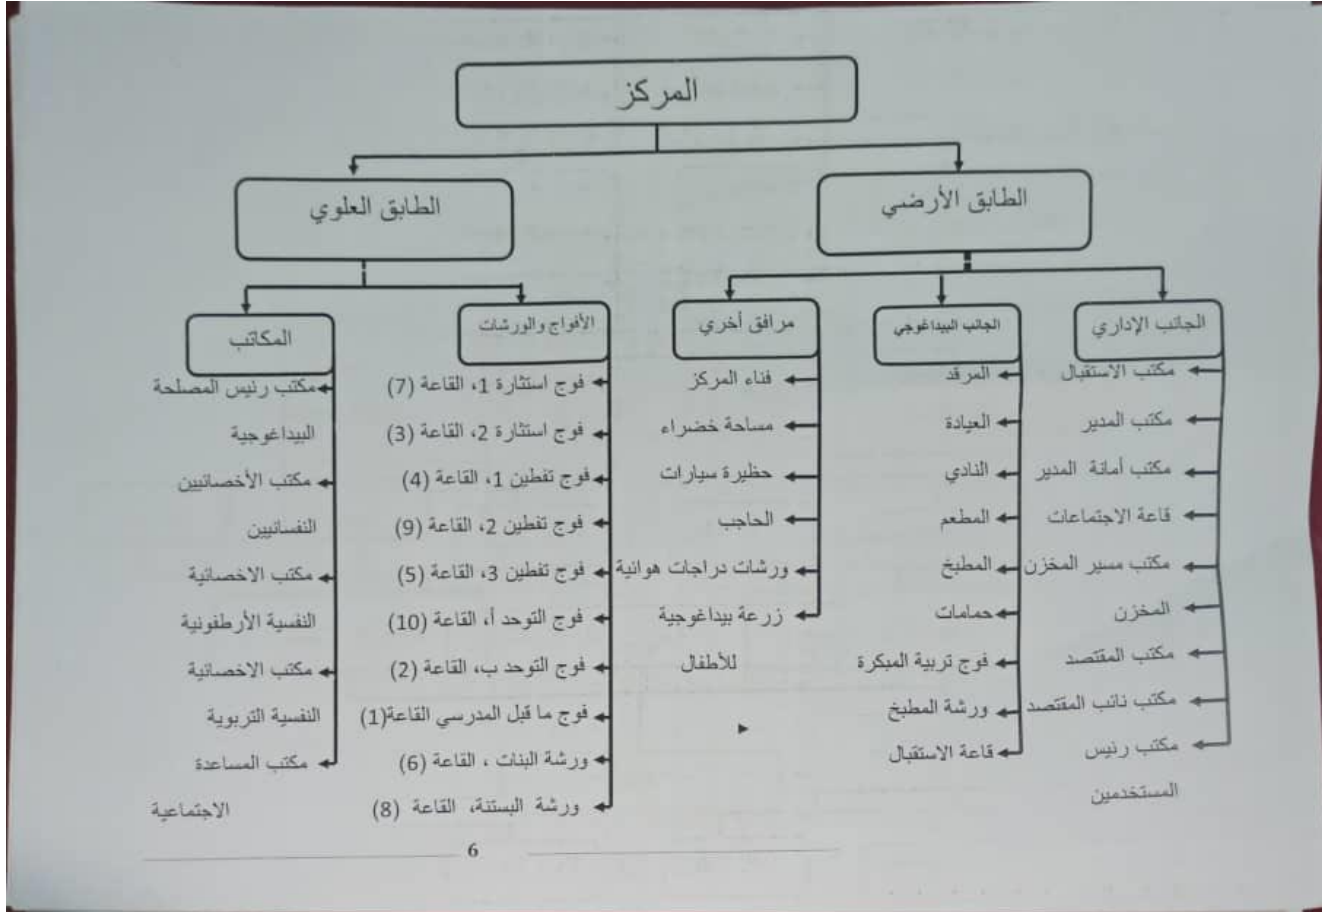 المركز
الطابق الأرضي
الطابق العلوي
الجانب الإداري
مكتب الاستقبال
مكتب المدير
مكتب أمانة المدير
قاعة الاجتماعات
مكتب مسير المخزن
المخزن
مكتب المقتصد
مكتب نائب المقتصد
مكتب رئيس
المستخدمين
الجانب البيداغوجي
المرقد
العيادة
النادي
المطعم
المطبخ
حمامات
فوج تربية المبكرة
ورشة المطبخ
قاعة الاستقبال
مرافق أخري
فناء المركز
مساحة خضراء
حظيرة سيارات
الحاجب
ورشات دراجات هوائية
زرعة بيداغوجية
للأطفال
الأفواج والورشات
فوج استثارة 1، القاعة (7)
فوج استثارة 2، القاعة (3)
فوج تفطين 1، القاعة (4)
فوج تفطين 2، القاعة (9)
فوج تفطين 3، القاعة (5)
فوج التوحد أ، القاعة (10)
فوج التوحد ب، القاعة (2)
فوج ما قبل المدرسي القاعة(1)
ورشة البنات ، القاعة (6)
ورشة البستنة، القاعة (8)
المكاتب
مكتب رئيس المصلحة
البيداغوجية
مكتب الأخصائيين
النفسانيين
مكتب الاخصائية
النفسية الأرطفونية
مكتب الاخصائية
النفسية التربوية
مكتب المساعدة
الاجتماعية
6